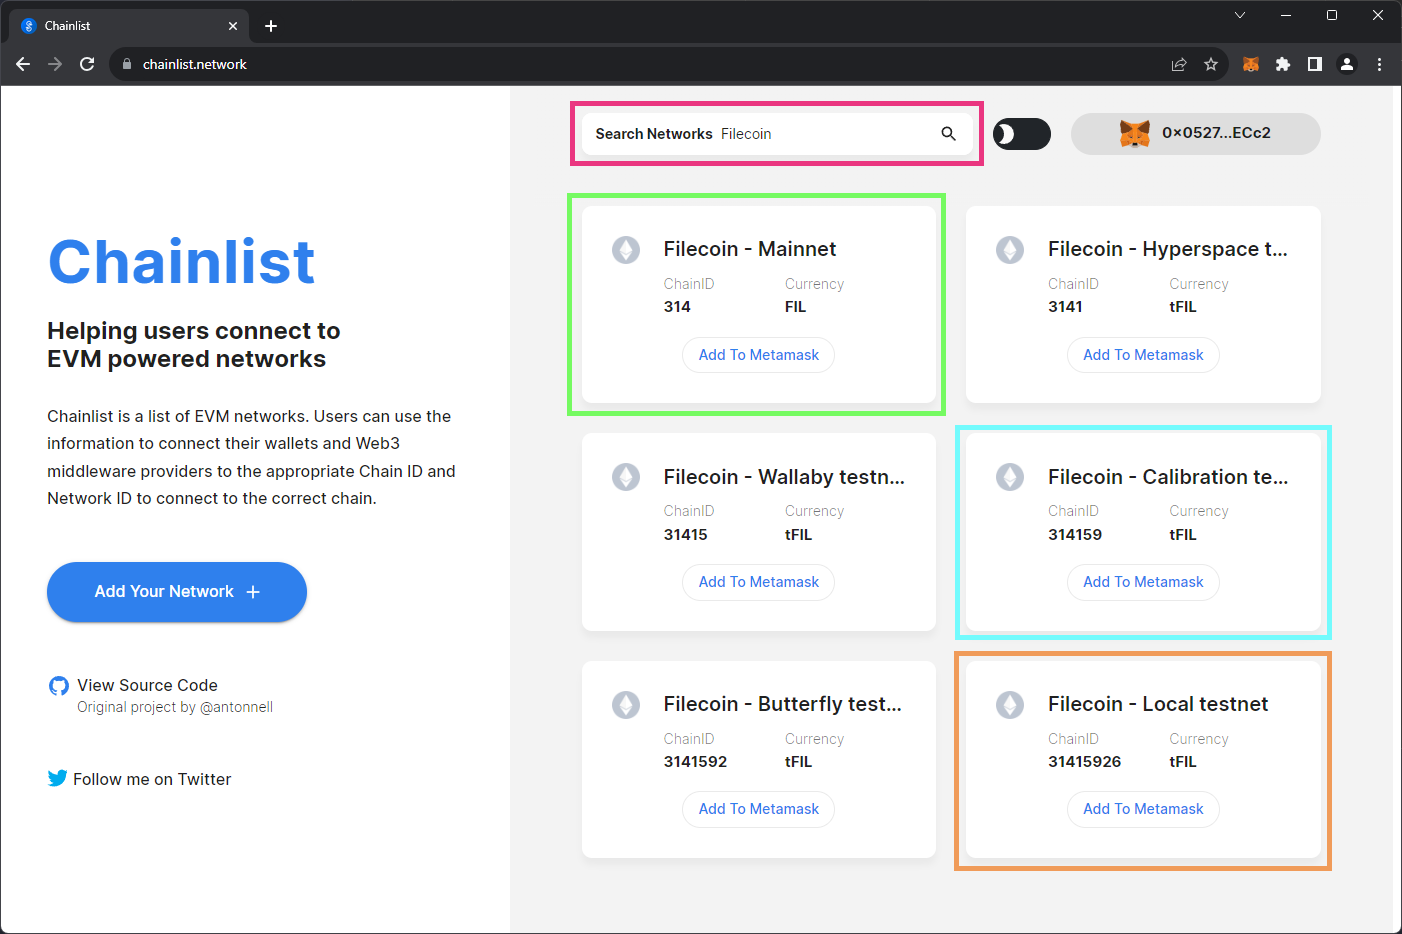 Chainlist
chainlist.network
Search Networks Filecoin
0×0527...ECc2
Chainlist
Helping users connect to
EVM powered networks
Chainlist is a list of EVM networks. Users can use the
information to connect their wallets and Web3
middleware providers to the appropriate Chain ID and
Network ID to connect to the correct chain.
Add Your Network +
View Source Code
Original project by @antonnell
Follow me on Twitter
Filecoin - Mainnet
ChainID Currency
314 FIL
Add To Metamask
Filecoin - Hyperspace t...
ChainID Currency
3141 tFIL
Add To Metamask
Filecoin - Wallaby testn...
ChainID Currency
31415 tFIL
Add To Metamask
Filecoin - Calibration te...
ChainID Currency
314159 tFIL
Add To Metamask
Filecoin - Butterfly test...
ChainID Currency
3141592 tFIL
Add To Metamask
Filecoin - Local testnet
ChainID Currency
31415926 tFIL
Add To Metamask